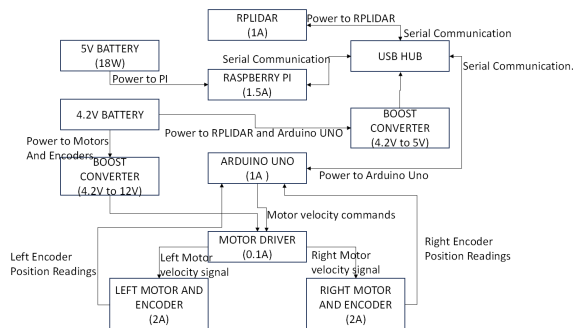 RPLIDAR
(1A)
Power to RPLIDAR
Serial Communication
5V BATTERY
(18W)
Serial Communication
USB HUB
Serial Communication.
Power to PI
RASPBERRY PI
(1.5A)
4.2V BATTERY
Power to RPLIDAR and Arduino UNO
BOOST
CONVERTER
(4.2V to 5V)
Power to Motors
And Encoders
BOOST
CONVERTER
(4.2V to 12V)
ARDUINO UNO
(1A )
Power to Arduino Uno
Motor velocity commands
MOTOR DRIVER
(0.1A)
Left Encoder
Position Readings
Left Motor
velocity signal
Right Motor
velocity signal
Right Encoder
Position Readings
LEFT MOTOR AND
ENCODER
(2A)
RIGHT MOTOR
AND ENCODER
(2A)